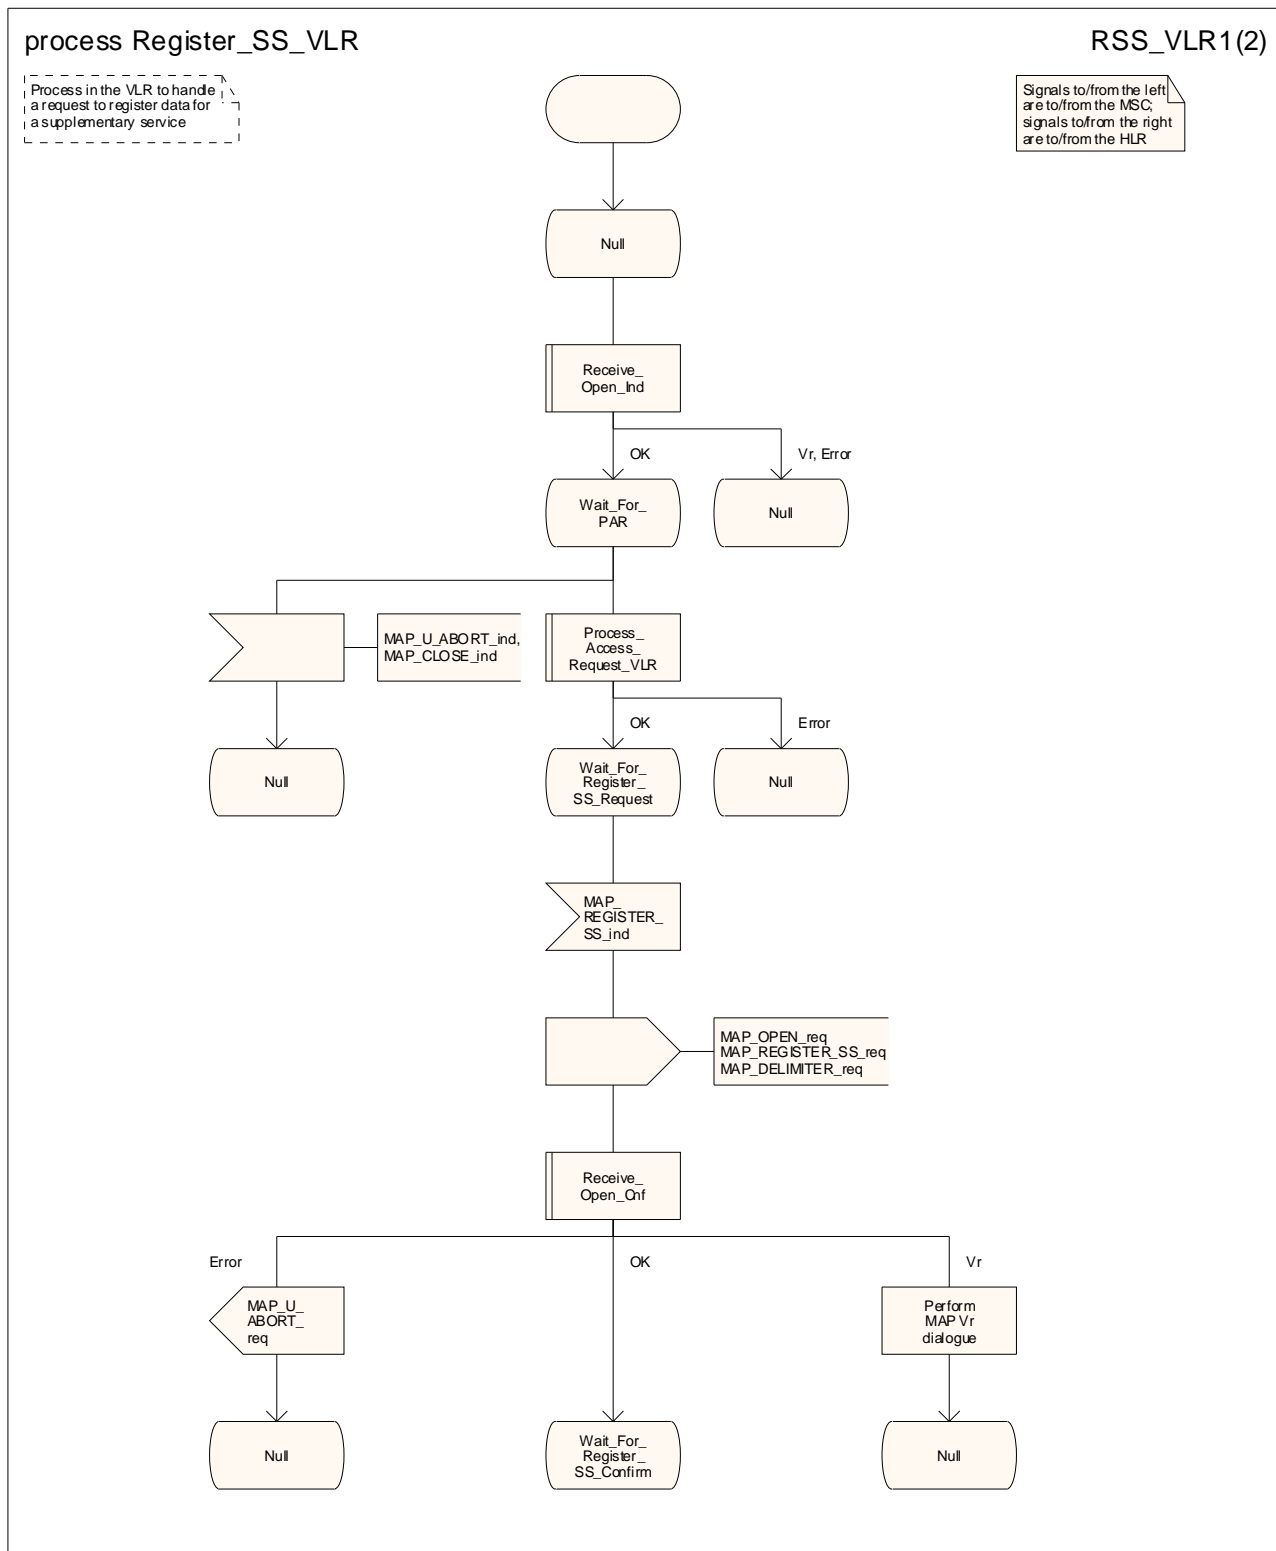 process Register_SS_VLR
RSS_VLR1(2)
Process in the VLR to handle
a request to register data for
a supplementary service
Signals to/from the left
are to/from the MSC;
signals to/from the right
are to/from the HLR
Null
Receive_
Open_Ind
OK
Vr, Error
Wait_For_
PAR
Null
MAP_U_ABORT_ind,
MAP_CLOSE_ind
Process_
Access_
Request_VLR
OK
Error
Null
Wait_For_
Register_
SS_Request
Null
MAP_
REGISTER_
SS_ind
MAP_OPEN_req
MAP_REGISTER_SS_req
MAP_DELIMITER_req
Receive_
Open_Cnf
Error
OK
Vr
MAP_U_
ABORT_
req
Perform
MAP Vr
dialogue
Null
Wait_For_
Register_
SS_Confirm
Null